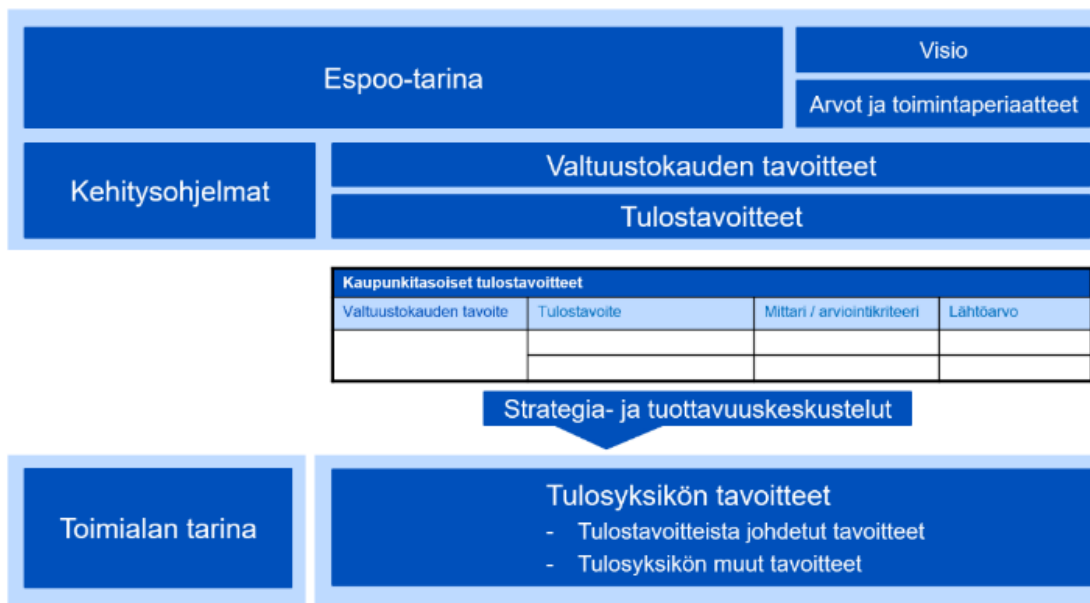 Espoo-tarina
Visio
Arvot ja toimintaperiaatteet
Kehitysohjelmat
Valtuustokauden tavoitteet
Tulostavoitteet
Kaupunkitasoiset tulostavoitteet
Valtuustokauden tavoite
Tulostavoite
Mittari / arviointikriteeri
Lähtöarvo
Strategia- ja tuottavuuskeskustelut
Toimialan tarina
Tulosyksikön tavoitteet
- Tulostavoitteista johdetut tavoitteet
- Tulosyksikön muut tavoitteet